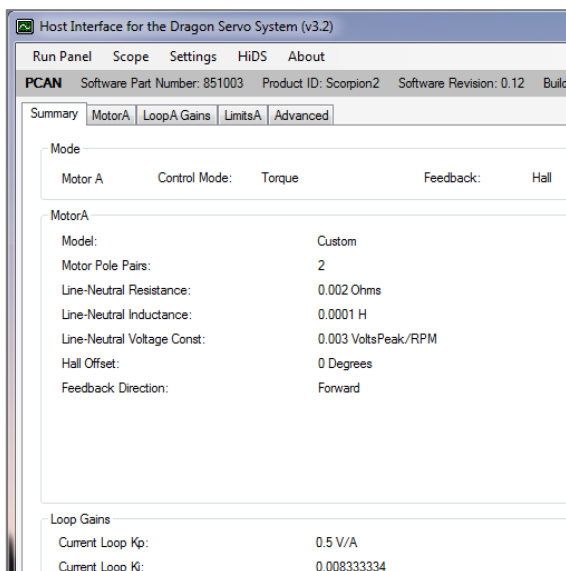 Host Interface for the Dragon Servo System (v3.2)
Run Panel Scope Settings HiDS About
PCAN Software Part Number: 851003 Product ID: Scorpion2 Software Revision: 0.12 Build
Summary MotorA LoopA Gains LimitsA Advanced
Mode
Motor A Control Mode: Torque Feedback: Hall
MotorA
Model: Custom
Motor Pole Pairs: 2
Line-Neutral Resistance: 0.002 Ohms
Line-Neutral Inductance: 0.0001 H
Line-Neutral Voltage Const: 0.003 VoltsPeak/RPM
Hall Offset: 0 Degrees
Feedback Direction: Forward
Loop Gains
Current Loop Kp: 0.5 V/A
Current Loop Ki: 0.008333334